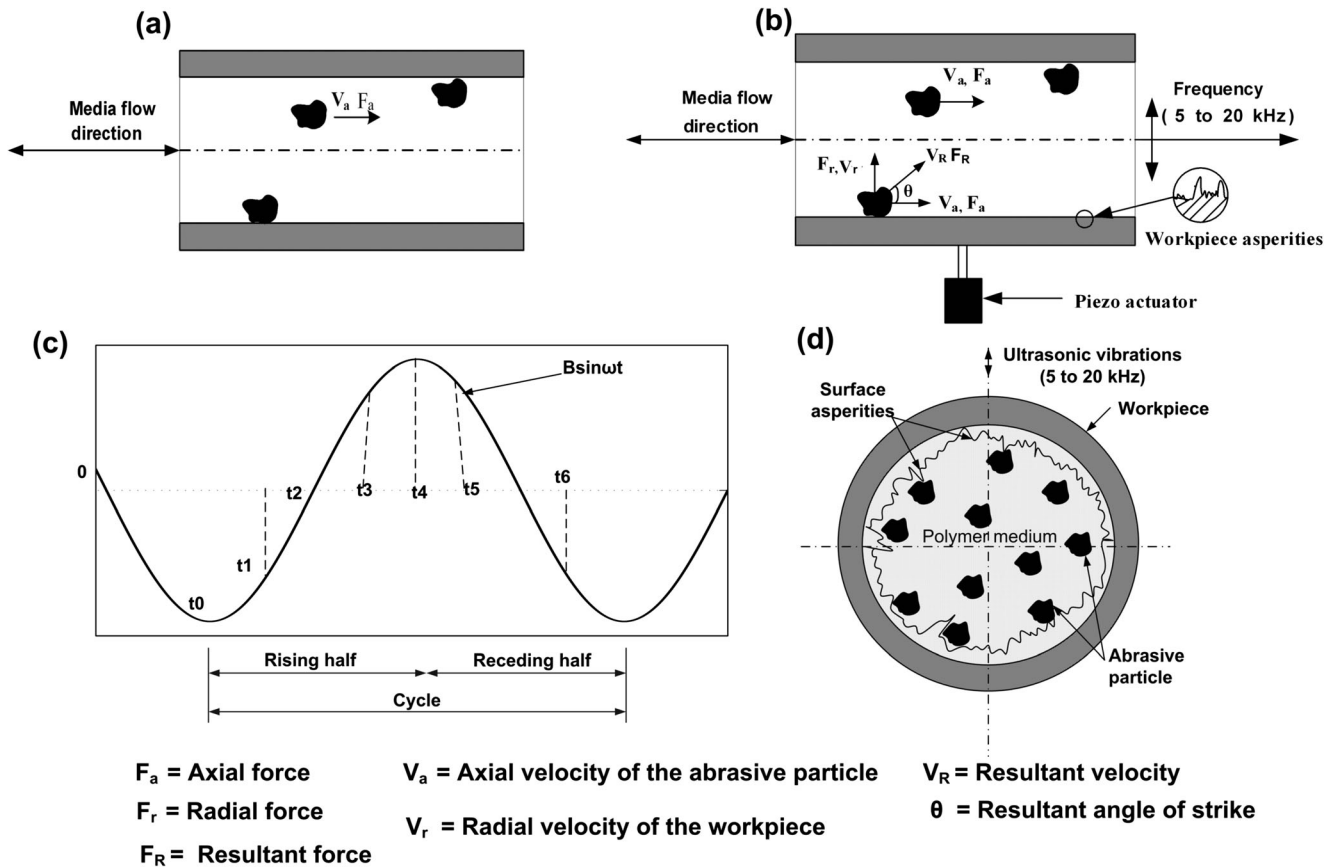 (a)
Media flow
direction
Va Fa
(b)
Media flow
direction
Va, Fa
Fr, Vr
VR FR
θ
Va, Fa
Frequency
( 5 to 20 kHz)
Workpiece asperities
Piezo actuator
(c)
Bsinωt
0
t0
t1
t2
t3
t4
t5
t6
Rising half
Receding half
Cycle
(d)
Ultrasonic vibrations
(5 to 20 kHz)
Surface
asperities
Workpiece
Polymer medium
Abrasive
particle
Fa = Axial force
Fr = Radial force
FR = Resultant force
Va = Axial velocity of the abrasive particle
Vr = Radial velocity of the workpiece
VR = Resultant velocity
θ = Resultant angle of strike